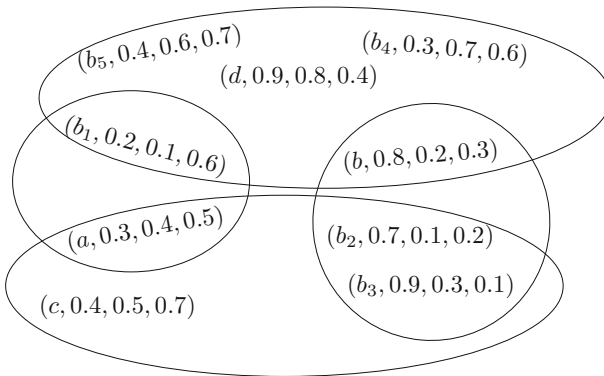 (b₅, 0.4, 0.6, 0.7)
(b₄, 0.3, 0.7, 0.6)
(d, 0.9, 0.8, 0.4)
(b₁, 0.2, 0.1, 0.6)
(b, 0.8, 0.2, 0.3)
(a, 0.3, 0.4, 0.5)
(b₂, 0.7, 0.1, 0.2)
(b₃, 0.9, 0.3, 0.1)
(c, 0.4, 0.5, 0.7)